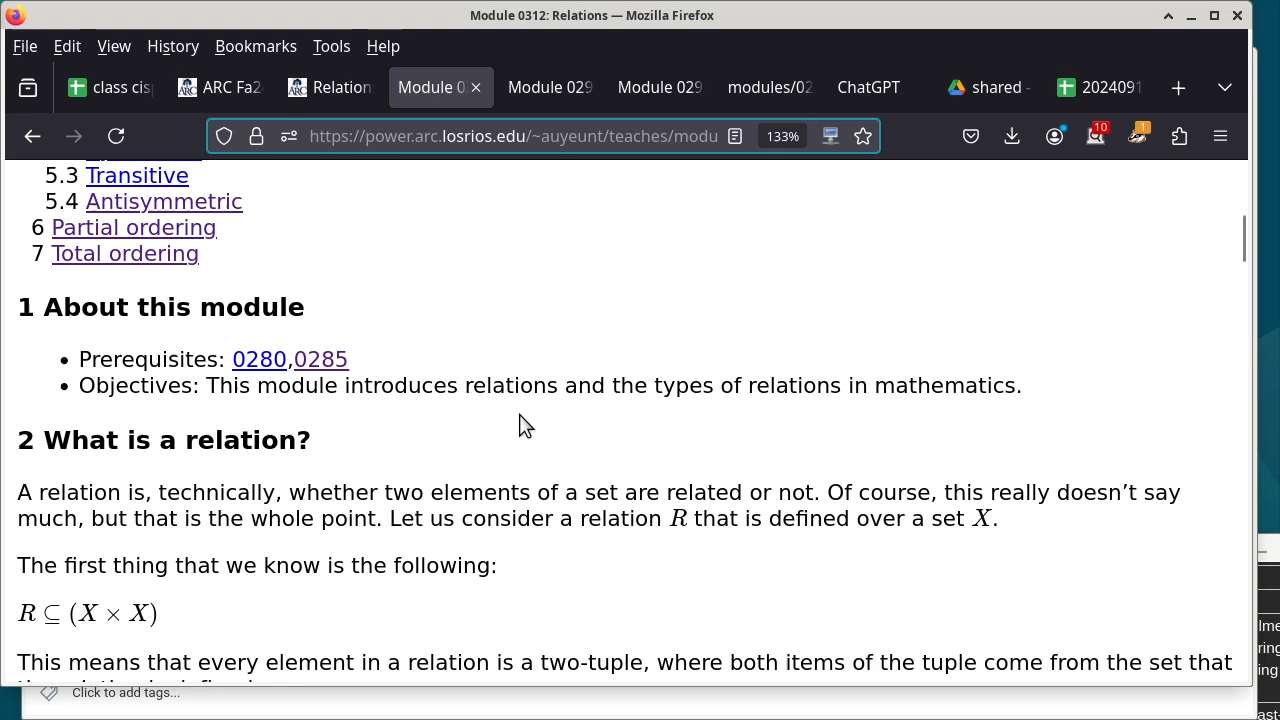 Module 0312: Relations — Mozilla Firefox
File Edit View History Bookmarks Tools Help
class cis ARC Fa2 Relation Module 0 Module 029 Module 029 modules/02 ChatGPT shared - 2024091
https://power.arc.losrios.edu/~auyeunt/teaches/modu 133% 10 1
5.3 Transitive
5.4 Antisymmetric
6 Partial ordering
7 Total ordering
1 About this module
• Prerequisites: 0280,0285
• Objectives: This module introduces relations and the types of relations in mathematics.
2 What is a relation?
A relation is, technically, whether two elements of a set are related or not. Of course, this really doesn’t say
much, but that is the whole point. Let us consider a relation R that is defined over a set X.
The first thing that we know is the following:
R ⊆ (X × X)
This means that every element in a relation is a two-tuple, where both items of the tuple come from the set that
Click to add tags...
lme
ring
ing
ast